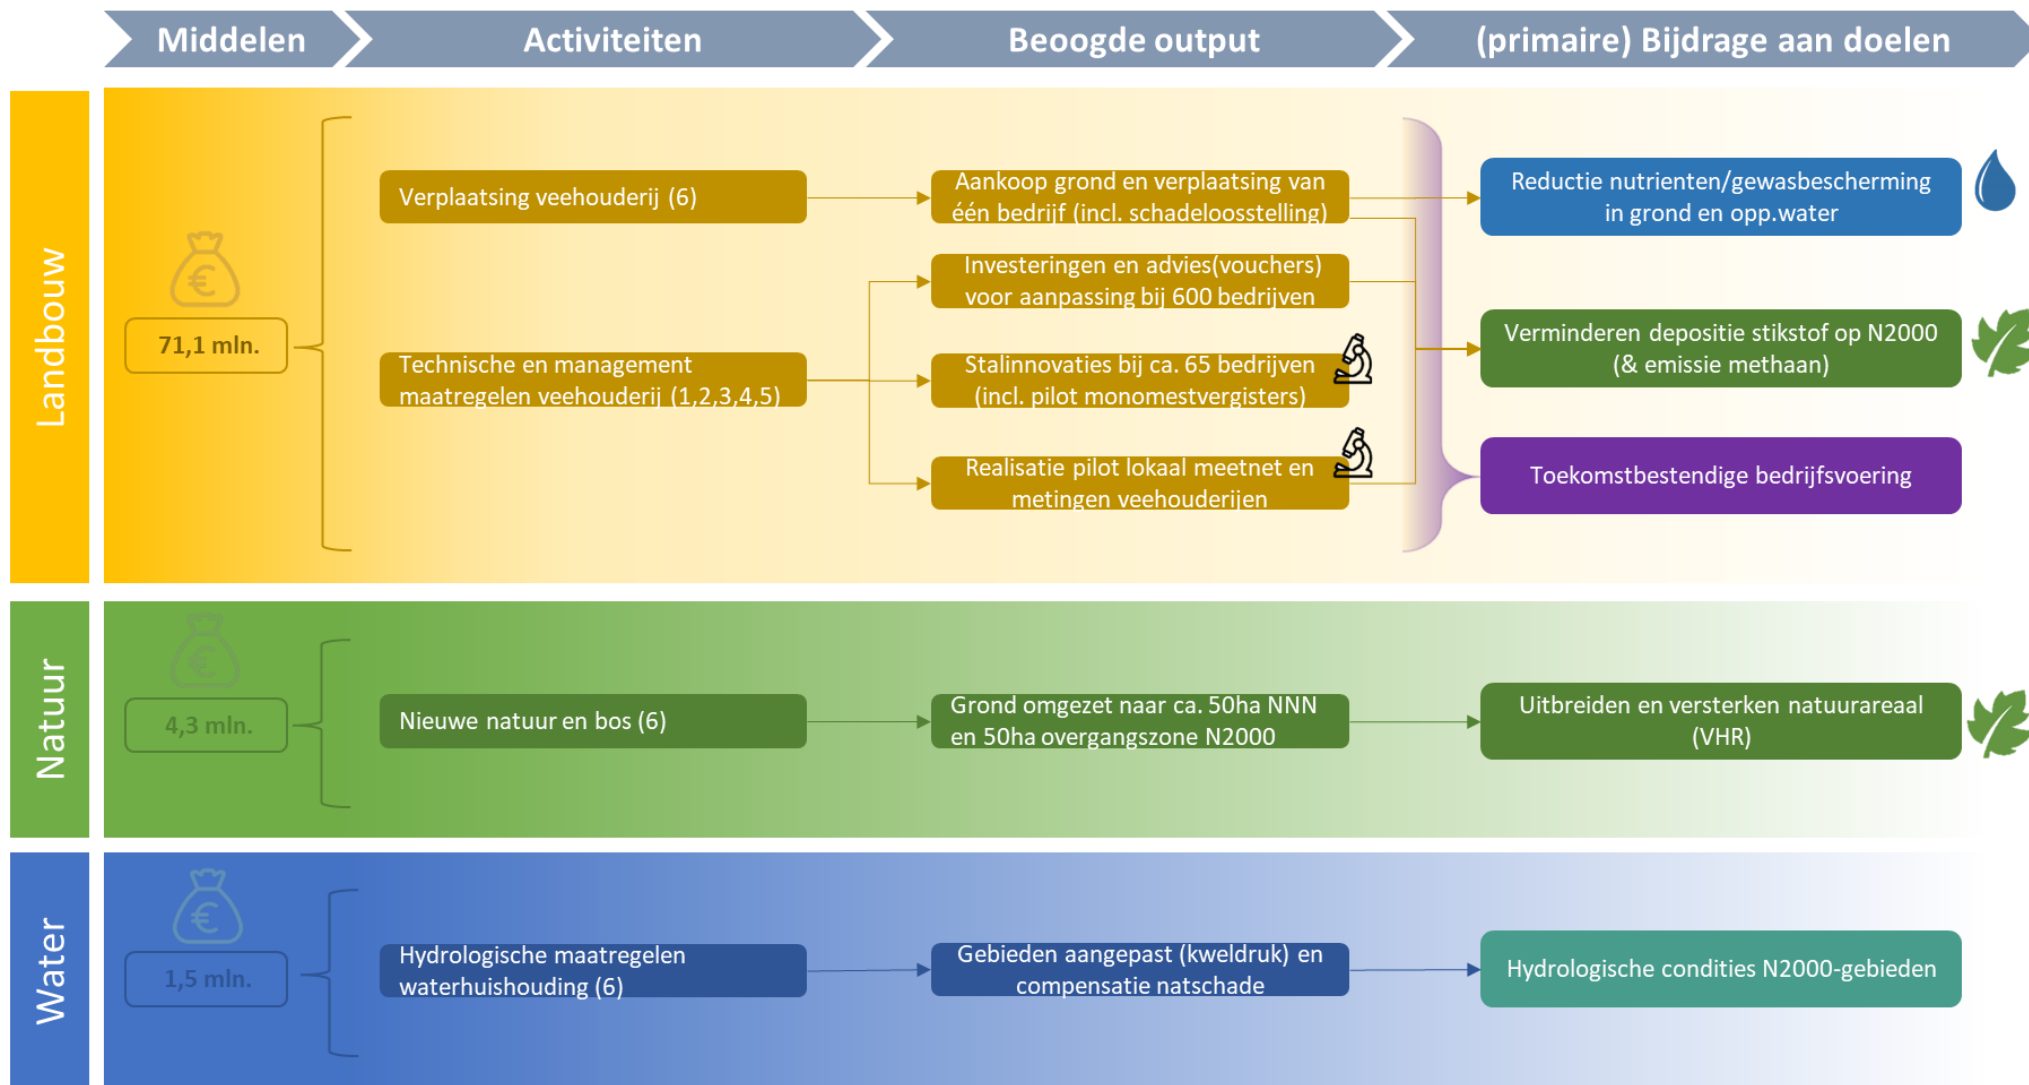 Middelen
Activiteiten
Beoogde output
(primaire) Bijdrage aan doelen
Landbouw
71,1 mln.
Verplaatsing veehouderij (6)
Technische en management
maatregelen veehouderij (1,2,3,4,5)
Aankoop grond en verplaatsing van
één bedrijf (incl. schadeloosstelling)
Investeringen en advies(vouchers)
voor aanpassing bij 600 bedrijven
Stalinnovaties bij ca. 65 bedrijven
(incl. pilot monomestvergisters)
Realisatie pilot lokaal meetnet en
metingen veehouderijen
Reductie nutrienten/gewasbescherming
in grond en opp.water
Verminderen depositie stikstof op N2000
(& emissie methaan)
Toekomstbestendige bedrijfsvoering
Natuur
4,3 mln.
Nieuwe natuur en bos (6)
Grond omgezet naar ca. 50ha NNN
en 50ha overgangszone N2000
Uitbreiden en versterken natuurareaal
(VHR)
Water
1,5 mln.
Hydrologische maatregelen
waterhuishouding (6)
Gebieden aangepast (kweldruk) en
compensatie natschade
Hydrologische condities N2000-gebieden